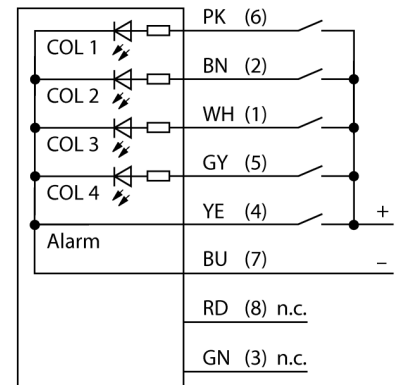 PK (6)
COL 1
BN (2)
COL 2
WH (1)
COL 3
GY (5)
COL 4
YE (4) +
Alarm
BU (7) –
RD (8) n.c.
GN (3) n.c.